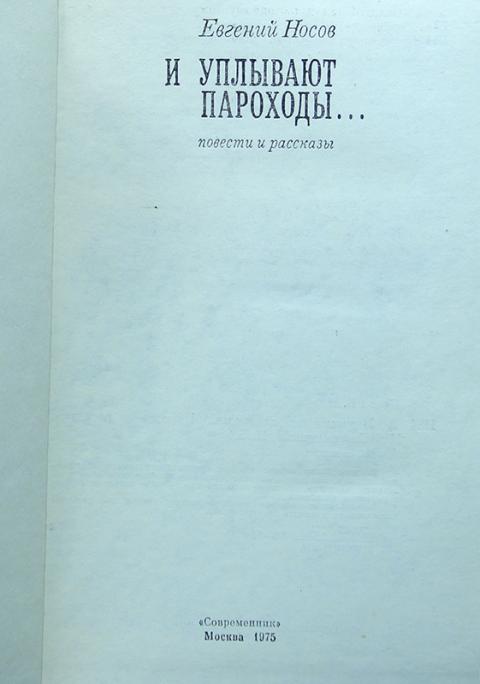 Евгений Носов
И УПЛЫВАЮТ
ПАРОХОДЫ...
повести и рассказы
«Современник»
Москва 1975